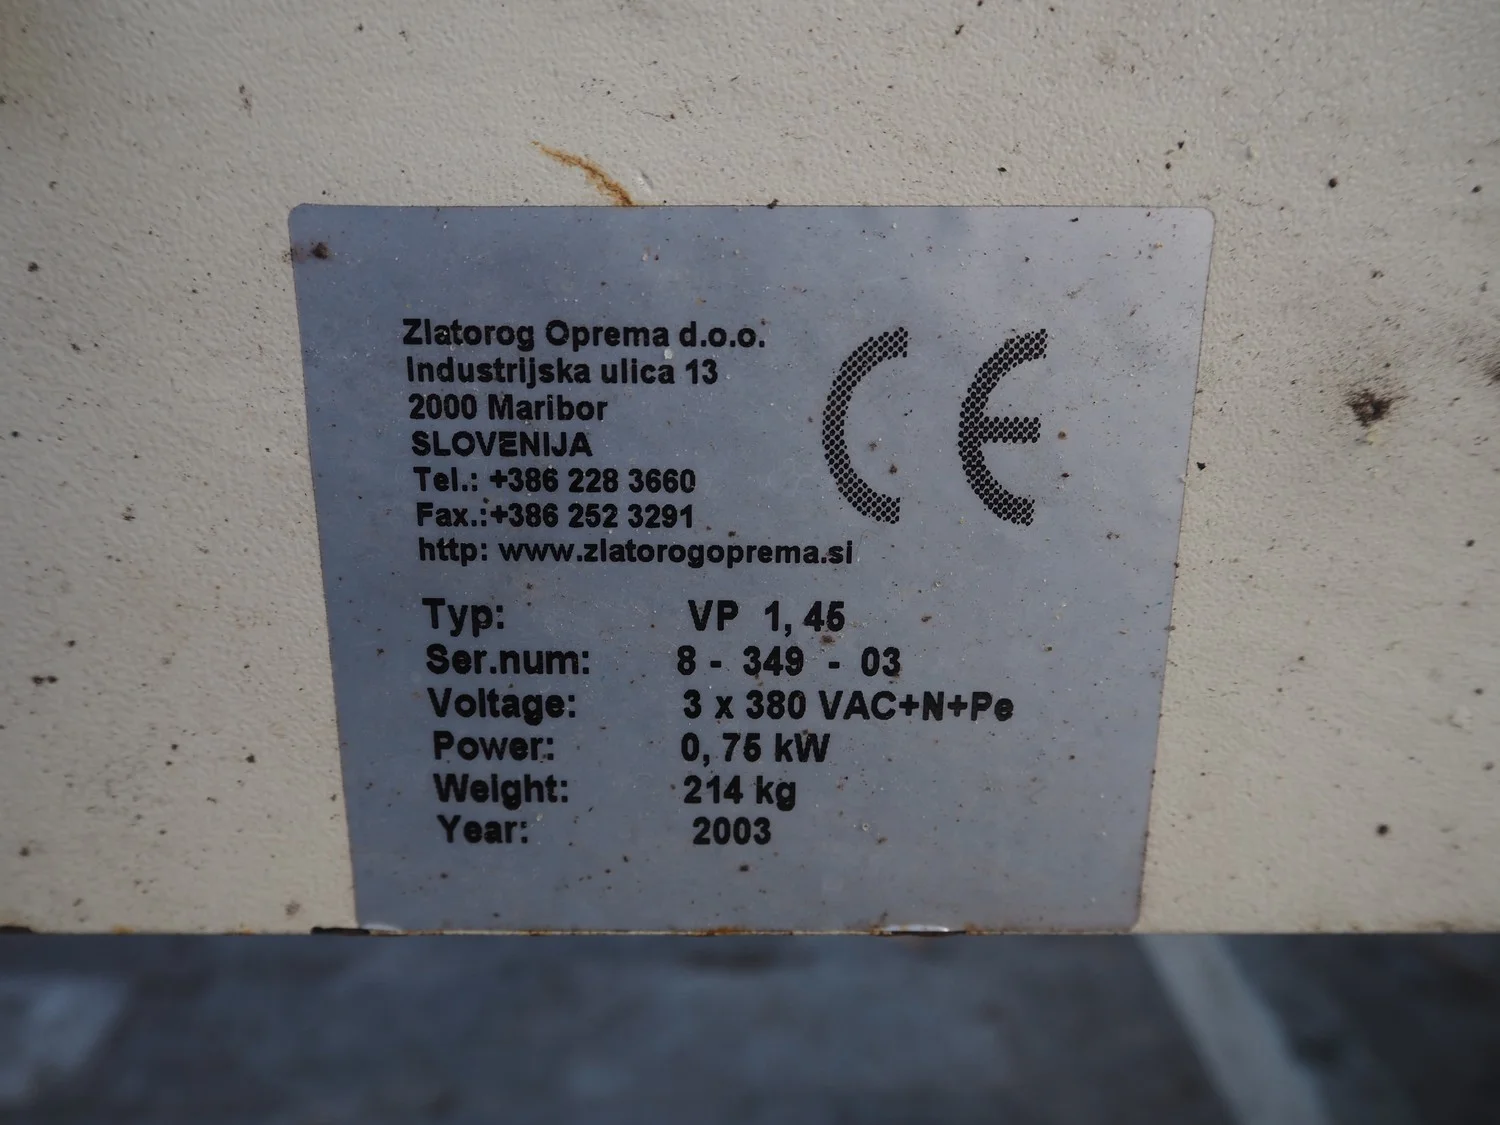 Zlatorog Oprema d.o.o.
Industrijska ulica 13
2000 Maribor
SLOVENIJA
Tel.: +386 228 3660
Fax.:+386 252 3291
http: www.zlatorogoprema.si
CE
Typ: VP 1,45
Ser.num: 8 - 349 - 03
Voltage: 3 x 380 VAC+N+Pe
Power: 0,75 kW
Weight: 214 kg
Year: 2003